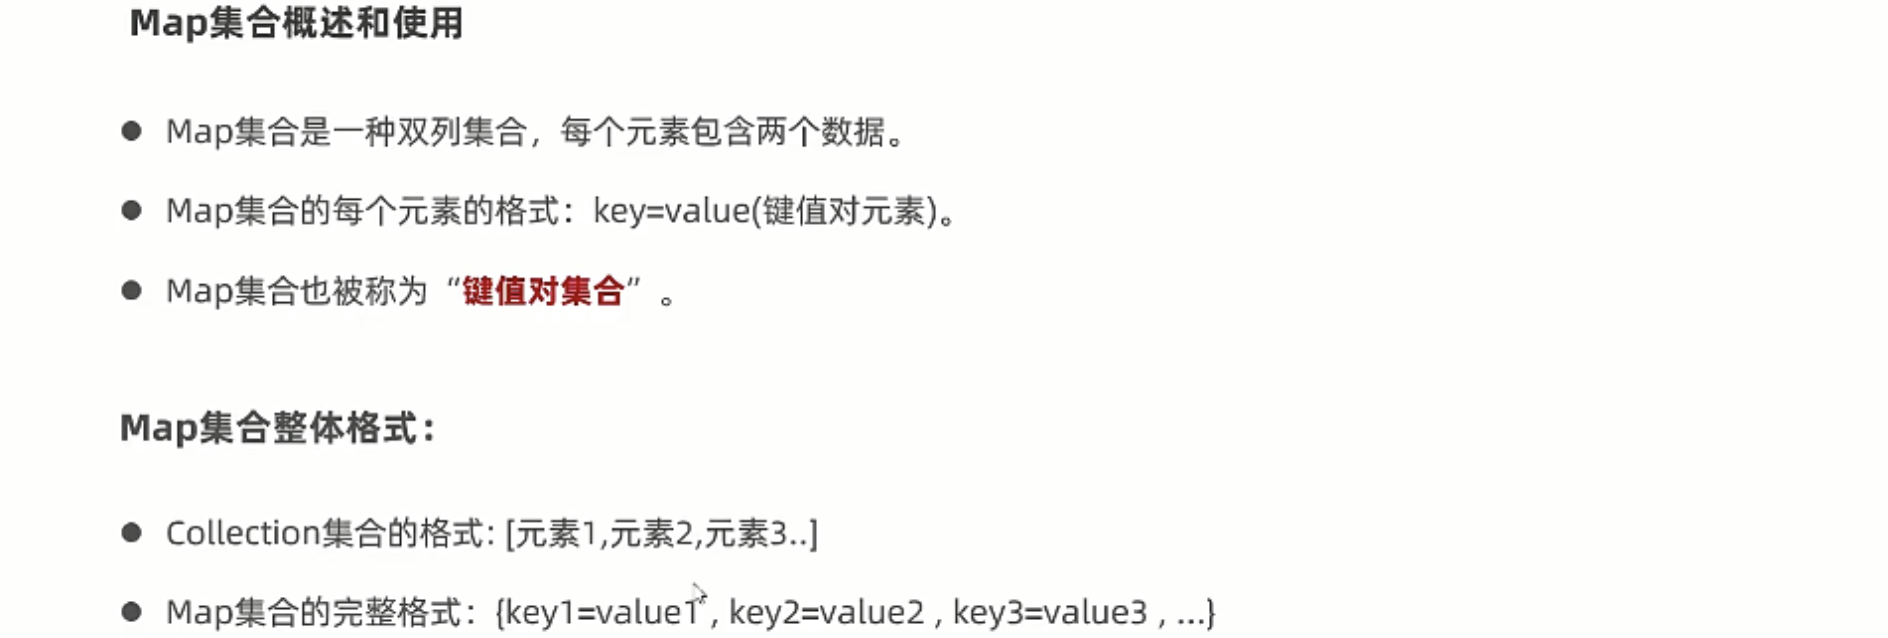 Map集合概述和使用
● Map集合是一种双列集合，每个元素包含两个数据。
● Map集合的每个元素的格式：key=value(键值对元素)。
● Map集合也被称为“键值对集合”。
Map集合整体格式：
● Collection集合的格式: [元素1,元素2,元素3..]
● Map集合的完整格式：{key1=value1 , key2=value2 , key3=value3 , ...}